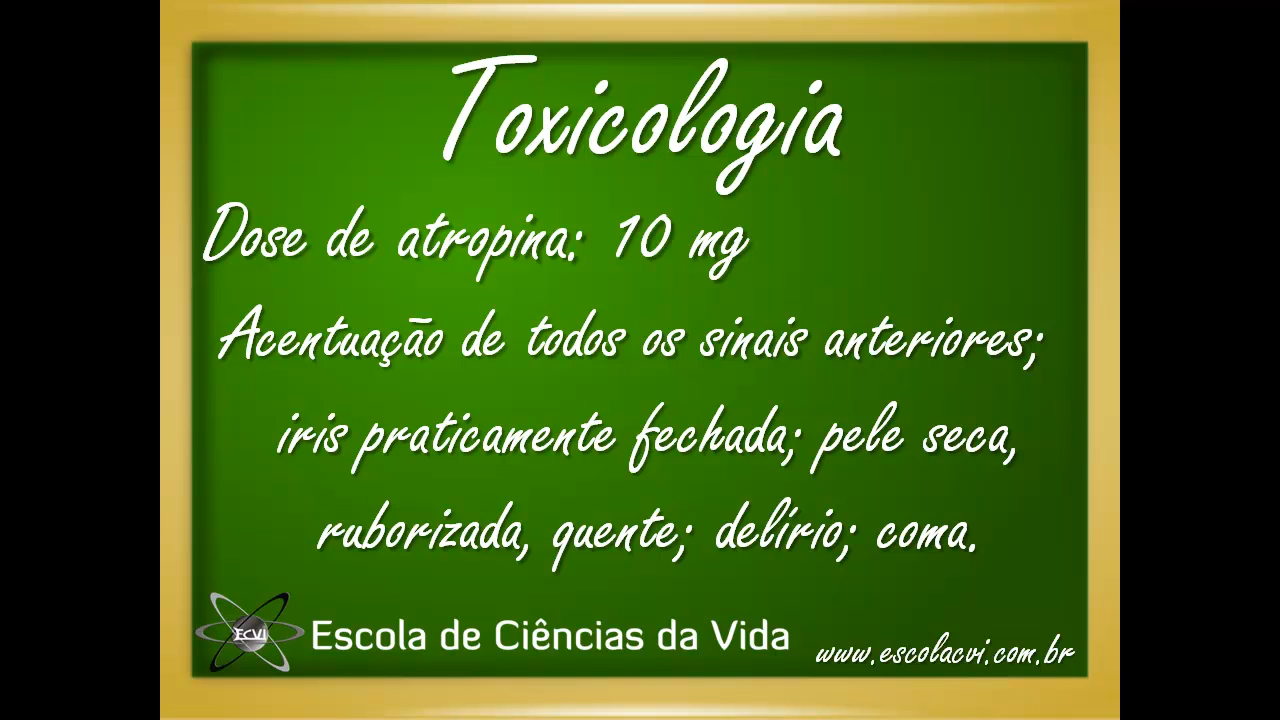 Toxicologia
Dose de atropina: 10 mg
Acentuação de todos os sinais anteriores;
iris praticamente fechada; pele seca,
ruborizada, quente; delírio; coma.
ECVI Escola de Ciências da Vida
www.escolacvi.com.br